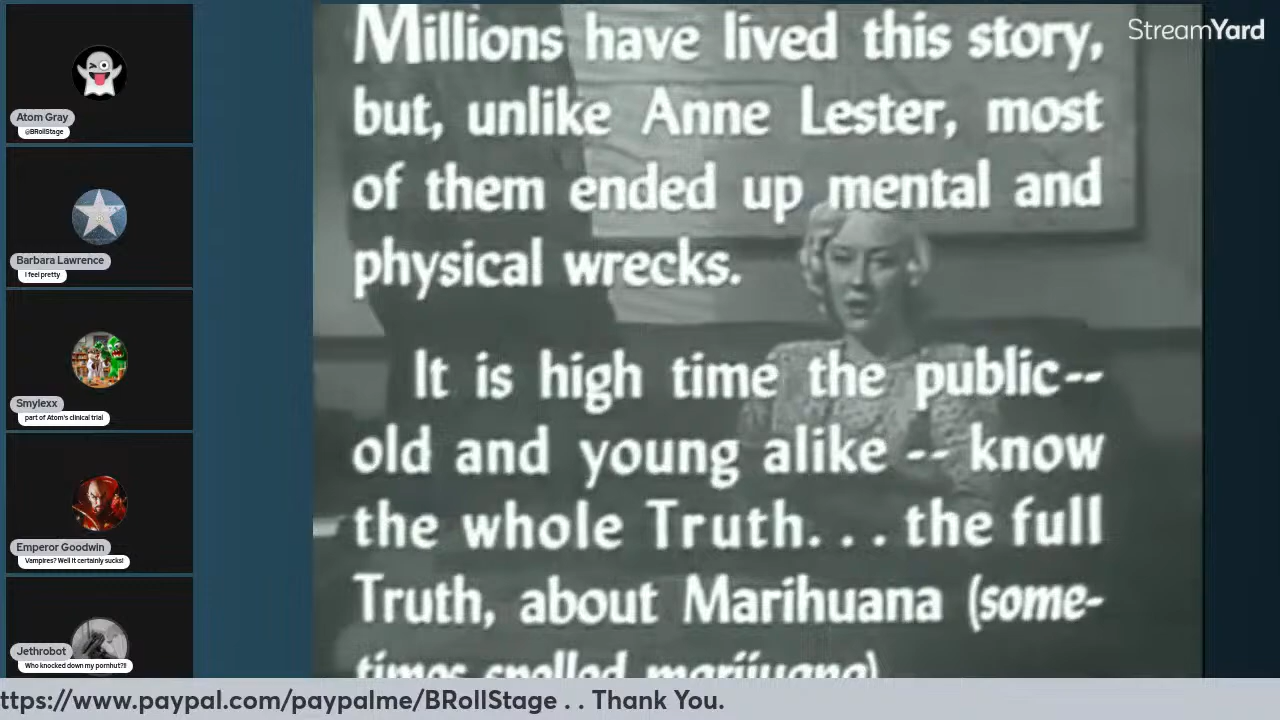 StreamYard
Atom Gray
@BRollStage
Barbara Lawrence
I feel pretty
Smylexx
part of Atom's clinical trial
Emperor Goodwin
Vampires? Well it certainly sucks!
Jethrobot
Who knocked down my pornhut?!!
Millions have lived this story,
but, unlike Anne Lester, most
of them ended up mental and
physical wrecks.
It is high time the public--
old and young alike -- know
the whole Truth. . . the full
Truth, about Marihuana (some-
times spelled marijuana)
ttps://www.paypal.com/paypalme/BRollStage . . Thank You.